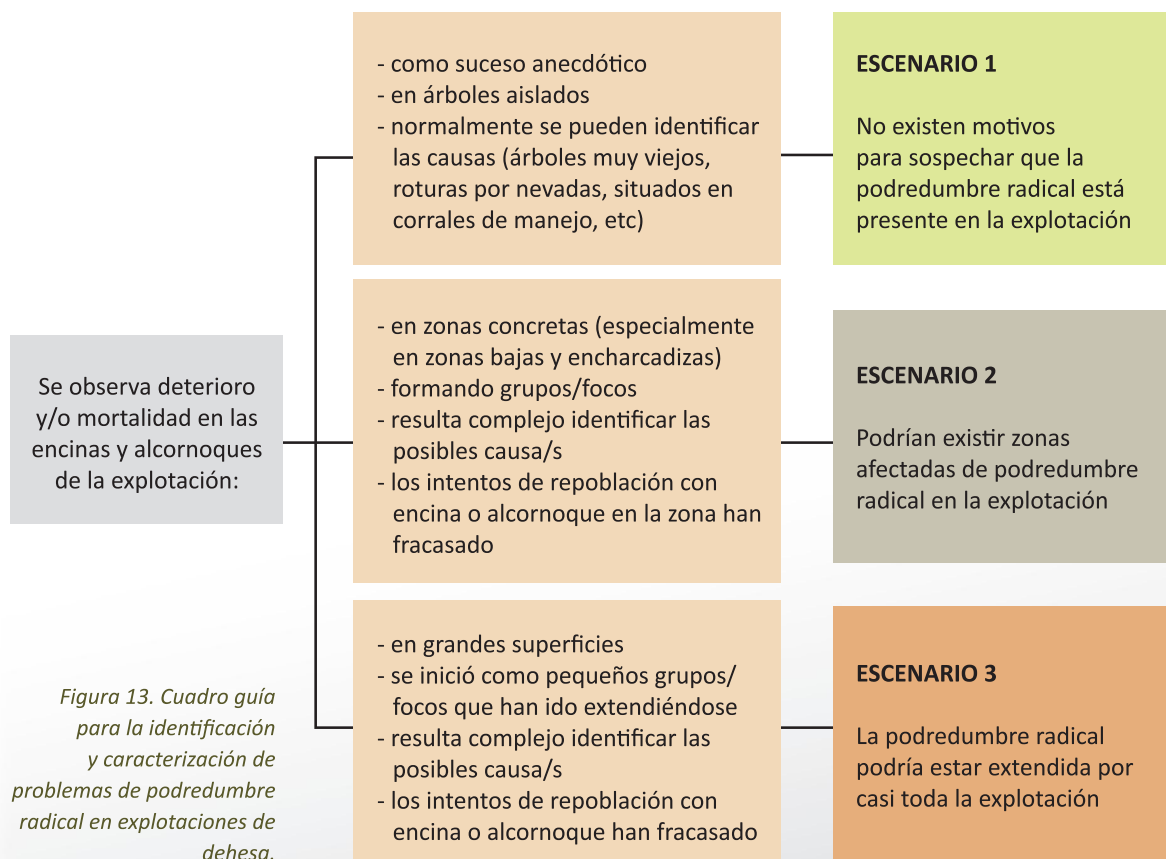 Se observa deterioro
y/o mortalidad en las
encinas y alcornoques
de la explotación:
- como suceso anecdótico
- en árboles aislados
- normalmente se pueden identificar
las causas (árboles muy viejos,
roturas por nevadas, situados en
corrales de manejo, etc)
ESCENARIO 1
No existen motivos
para sospechar que la
podredumbre radical está
presente en la explotación
- en zonas concretas (especialmente
en zonas bajas y encharcadizas)
- formando grupos/focos
- resulta complejo identificar las
posibles causa/s
- los intentos de repoblación con
encina o alcornoque en la zona han
fracasado
ESCENARIO 2
Podrían existir zonas
afectadas de podredumbre
radical en la explotación
- en grandes superficies
- se inició como pequeños grupos/
focos que han ido extendiéndose
- resulta complejo identificar las
posibles causa/s
- los intentos de repoblación con
encina o alcornoque han fracasado
ESCENARIO 3
La podredumbre radical
podría estar extendida por
casi toda la explotación
Figura 13. Cuadro guía
para la identificación
y caracterización de
problemas de podredumbre
radical en explotaciones de
dehesa.